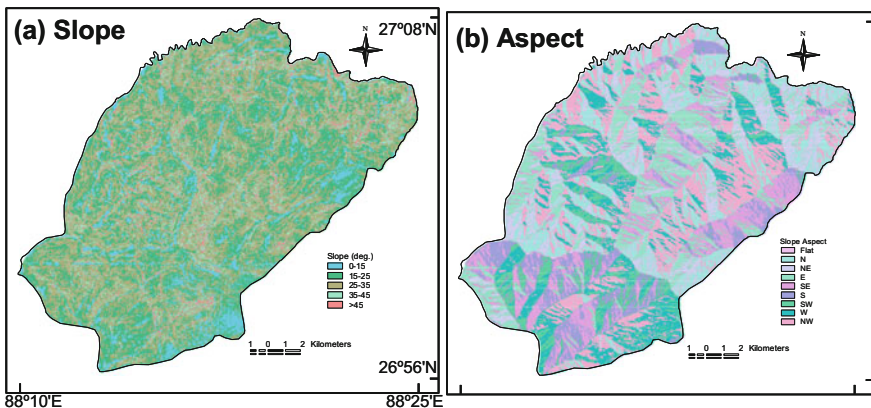 (a) Slope
N
27º08'N
Slope (deg.)
0-15
15-25
25-35
35-45
>45
1 0 1 2 Kilometers
26º56'N
88º10'E
88º25'E
(b) Aspect
N
Slope Aspect
Flat
N
NE
E
SE
S
SW
W
NW
1 0 1 2 Kilometers